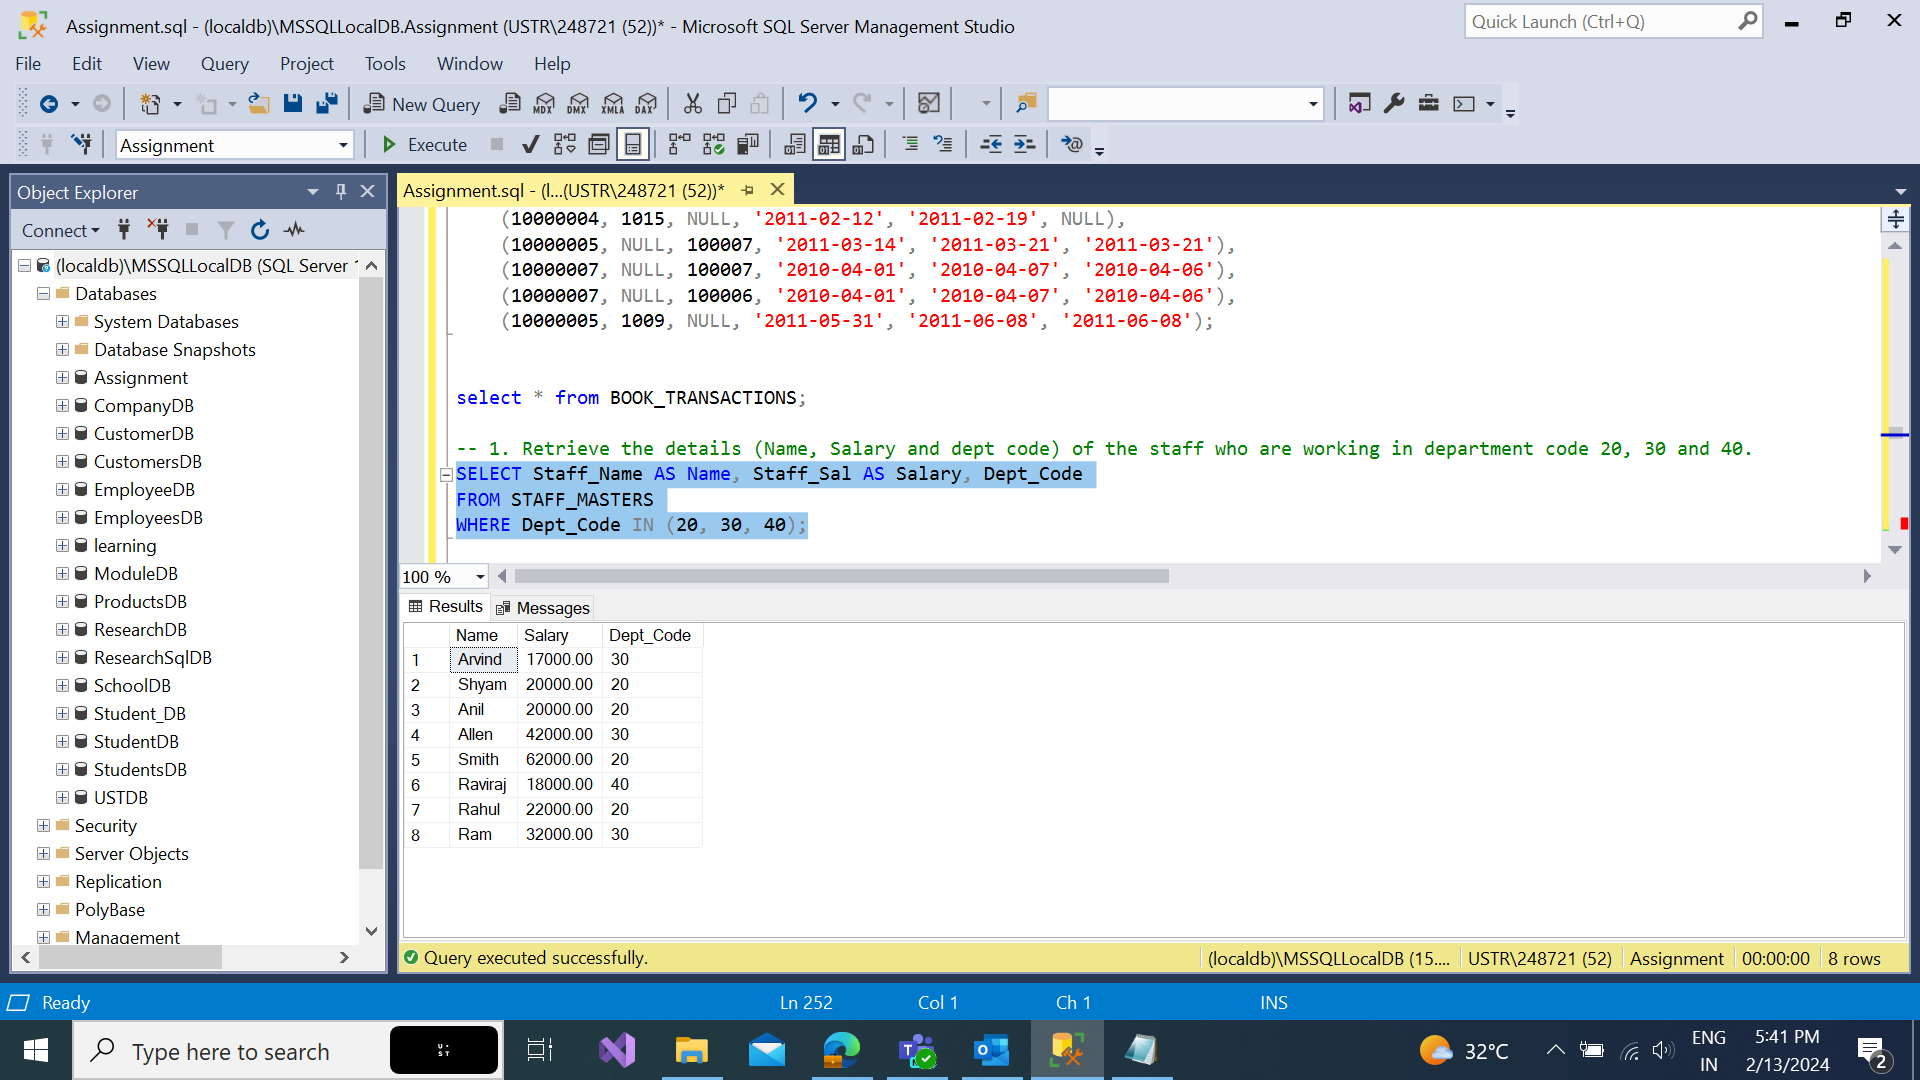 Assignment.sql - (localdb)\MSSQLLocalDB.Assignment (USTR\248721 (52))* - Microsoft SQL Server Management Studio
Quick Launch (Ctrl+Q)
File Edit View Query Project Tools Window Help
New Query MDX DMX XMLA DAX
Assignment Execute
Object Explorer
Assignment.sql - (l...(USTR\248721 (52))*
Connect
(localdb)\MSSQLLocalDB (SQL Server 1
Databases
System Databases
Database Snapshots
Assignment
CompanyDB
CustomerDB
CustomersDB
EmployeeDB
EmployeesDB
learning
ModuleDB
ProductsDB
ResearchDB
ResearchSqlDB
SchoolDB
Student_DB
StudentDB
StudentsDB
USTDB
Security
Server Objects
Replication
PolyBase
Management
(10000004, 1015, NULL, '2011-02-12', '2011-02-19', NULL),
(10000005, NULL, 100007, '2011-03-14', '2011-03-21', '2011-03-21'),
(10000007, NULL, 100007, '2010-04-01', '2010-04-07', '2010-04-06'),
(10000007, NULL, 100006, '2010-04-01', '2010-04-07', '2010-04-06'),
(10000005, 1009, NULL, '2011-05-31', '2011-06-08', '2011-06-08');
select * from BOOK_TRANSACTIONS;
-- 1. Retrieve the details (Name, Salary and dept code) of the staff who are working in department code 20, 30 and 40.
SELECT Staff_Name AS Name, Staff_Sal AS Salary, Dept_Code
FROM STAFF_MASTERS
WHERE Dept_Code IN (20, 30, 40);
100 %
Results Messages
Name Salary Dept_Code
1 Arvind 17000.00 30
2 Shyam 20000.00 20
3 Anil 20000.00 20
4 Allen 42000.00 30
5 Smith 62000.00 20
6 Raviraj 18000.00 40
7 Rahul 22000.00 20
8 Ram 32000.00 30
Query executed successfully. (localdb)\MSSQLLocalDB (15.... USTR\248721 (52) Assignment 00:00:00 8 rows
Ready Ln 252 Col 1 Ch 1 INS
Type here to search
32°C
ENG
IN
5:41 PM
2/13/2024
2